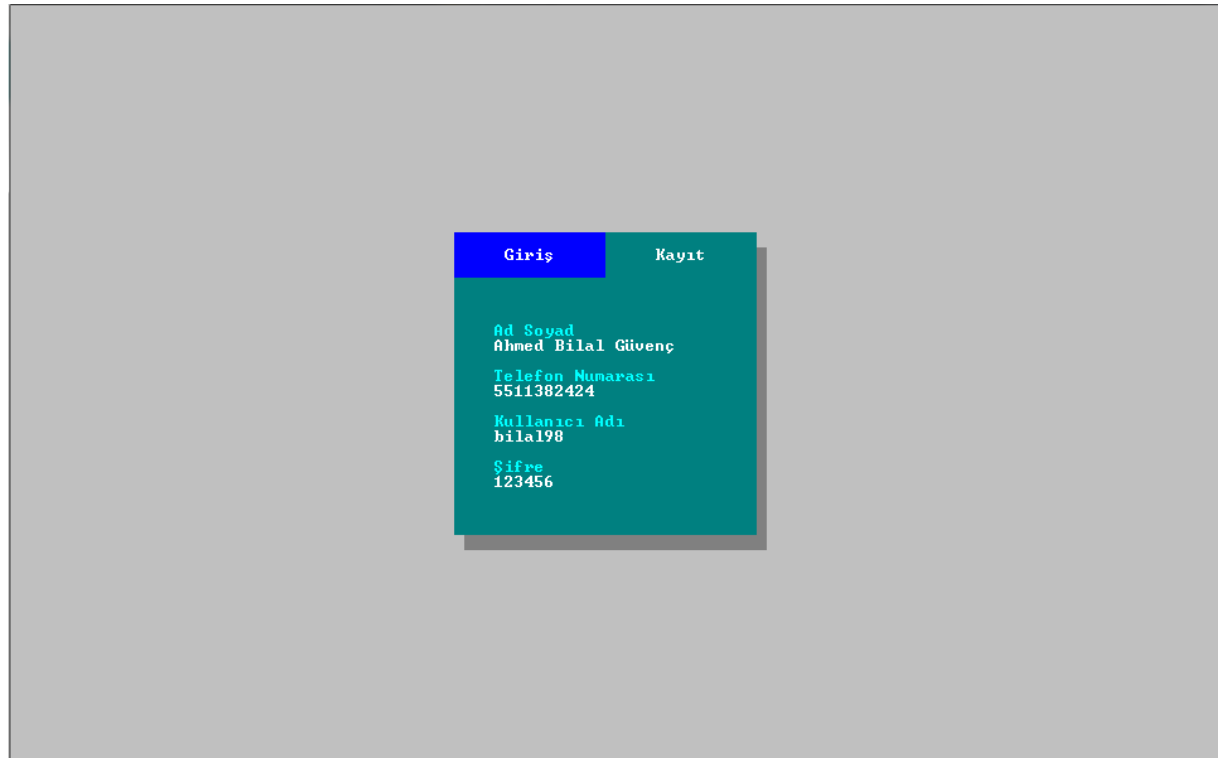 Giriş Kayıt
Ad Soyad
Ahmed Bilal Güvenç
Telefon Numarası
5511382424
Kullanıcı Adı
bilal98
Şifre
123456